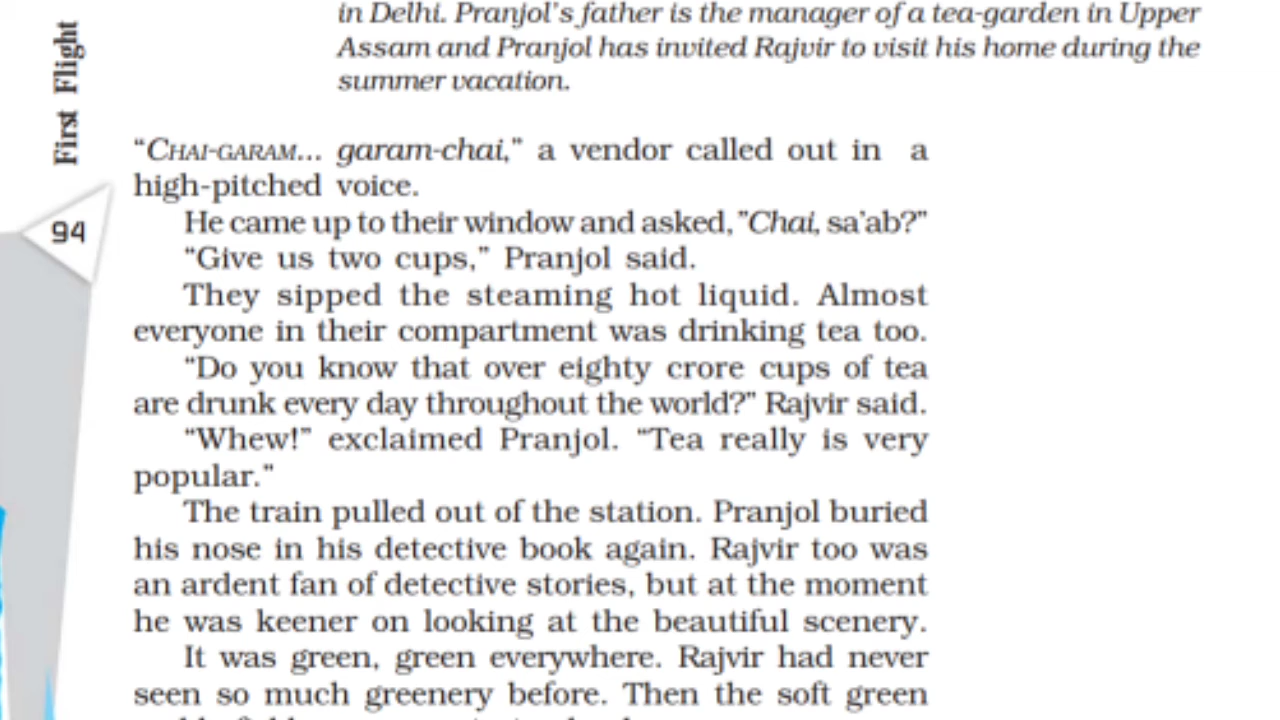 in Delhi. Pranjol's father is the manager of a tea-garden in Upper
Assam and Pranjol has invited Rajvir to visit his home during the
summer vacation.
First Flight
94
“CHAI-GARAM... garam-chai,” a vendor called out in a
high-pitched voice.
He came up to their window and asked, ”Chai, sa'ab?”
“Give us two cups,” Pranjol said.
They sipped the steaming hot liquid. Almost
everyone in their compartment was drinking tea too.
“Do you know that over eighty crore cups of tea
are drunk every day throughout the world?” Rajvir said.
“Whew!” exclaimed Pranjol. “Tea really is very
popular.”
The train pulled out of the station. Pranjol buried
his nose in his detective book again. Rajvir too was
an ardent fan of detective stories, but at the moment
he was keener on looking at the beautiful scenery.
It was green, green everywhere. Rajvir had never
seen so much greenery before. Then the soft green